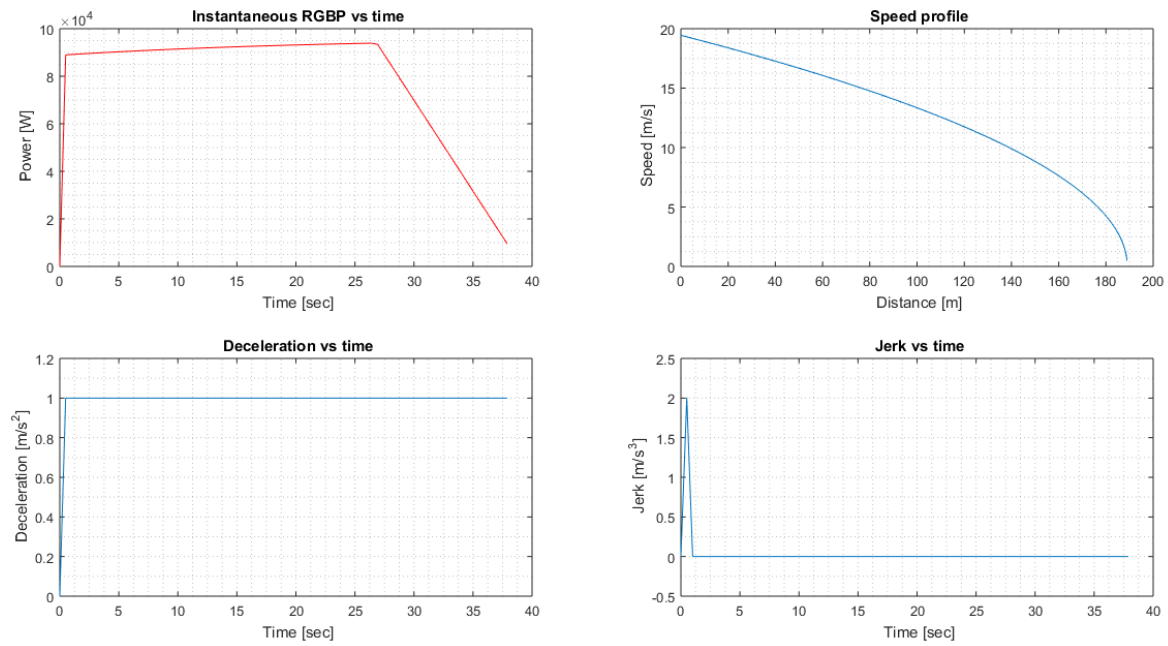 Instantaneous RGBP vs time
×10⁴
Power [W]
10
8
6
4
2
0
0 5 10 15 20 25 30 35 40
Time [sec]
Speed profile
Speed [m/s]
20
15
10
5
0
0 20 40 60 80 100 120 140 160 180 200
Distance [m]
Deceleration vs time
Deceleration [m/s²]
1.2
1
0.8
0.6
0.4
0.2
0
0 5 10 15 20 25 30 35 40
Time [sec]
Jerk vs time
Jerk [m/s³]
2.5
2
1.5
1
0.5
0
-0.5
0 5 10 15 20 25 30 35 40
Time [sec]